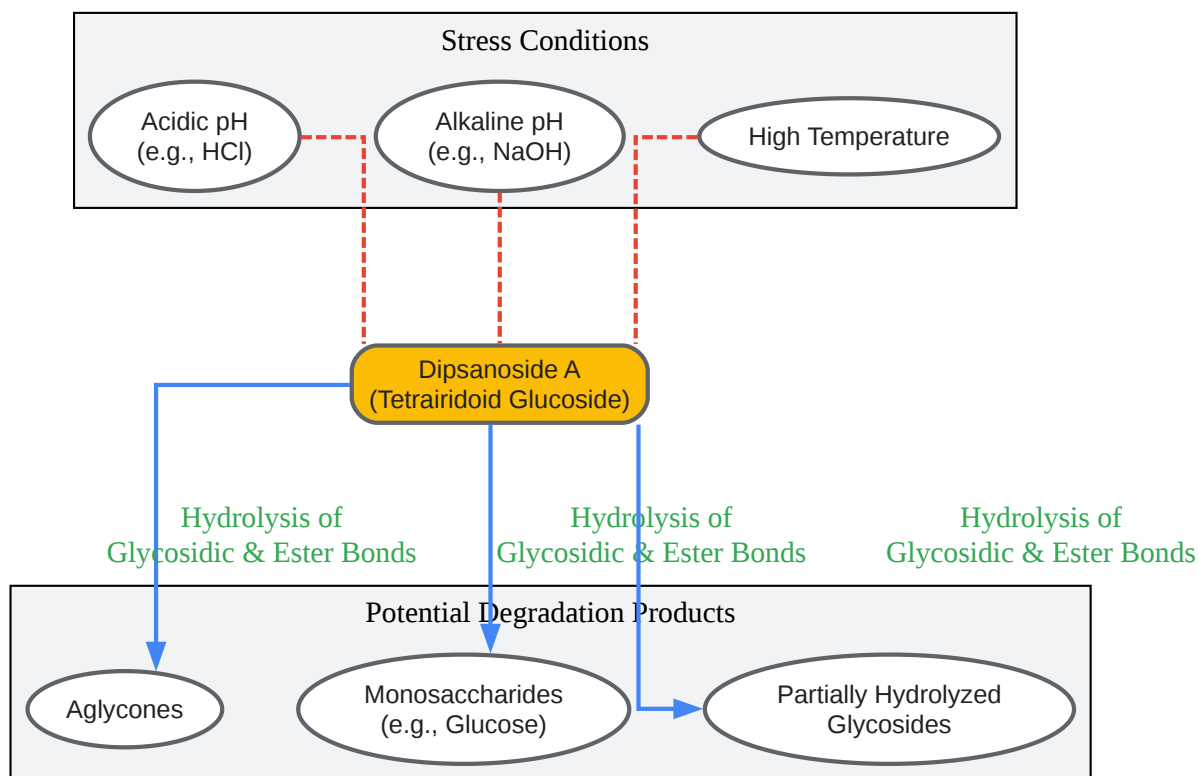 Stress Conditions
Acidic pH
(e.g., HCl)
Alkaline pH
(e.g., NaOH)
High Temperature
Dipsanoside A
(Tetrairidoid Glucoside)
Hydrolysis of
Glycosidic & Ester Bonds
Hydrolysis of
Glycosidic & Ester Bonds
Hydrolysis of
Glycosidic & Ester Bonds
Potential Degradation Products
Aglycones
Monosaccharides
(e.g., Glucose)
Partially Hydrolyzed
Glycosides